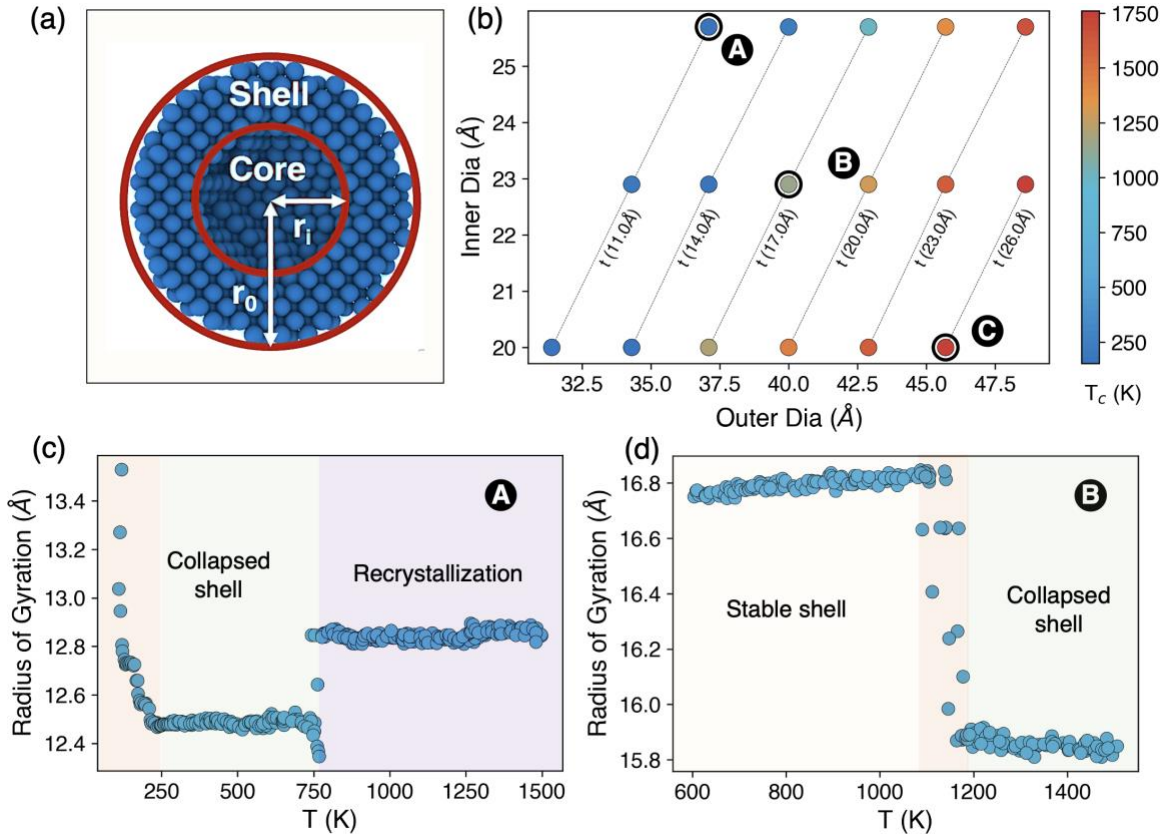 (a)
Shell
Core
ri
r0
(b)
Inner Dia (Å)
25
24
23
22
21
20
A
B
C
t (11.0Å)
t (14.0Å)
t (17.0Å)
t (20.0Å)
t (23.0Å)
t (26.0Å)
32.5 35.0 37.5 40.0 42.5 45.0 47.5
Outer Dia (Å)
1750
1500
1250
1000
750
500
250
Tc (K)
(c)
Radius of Gyration (Å)
13.4
13.2
13.0
12.8
12.6
12.4
A
Collapsed
shell
Recrystallization
250 500 750 1000 1250 1500
T (K)
(d)
Radius of Gyration (Å)
16.8
16.6
16.4
16.2
16.0
15.8
B
Stable shell
Collapsed
shell
600 800 1000 1200 1400
T (K)